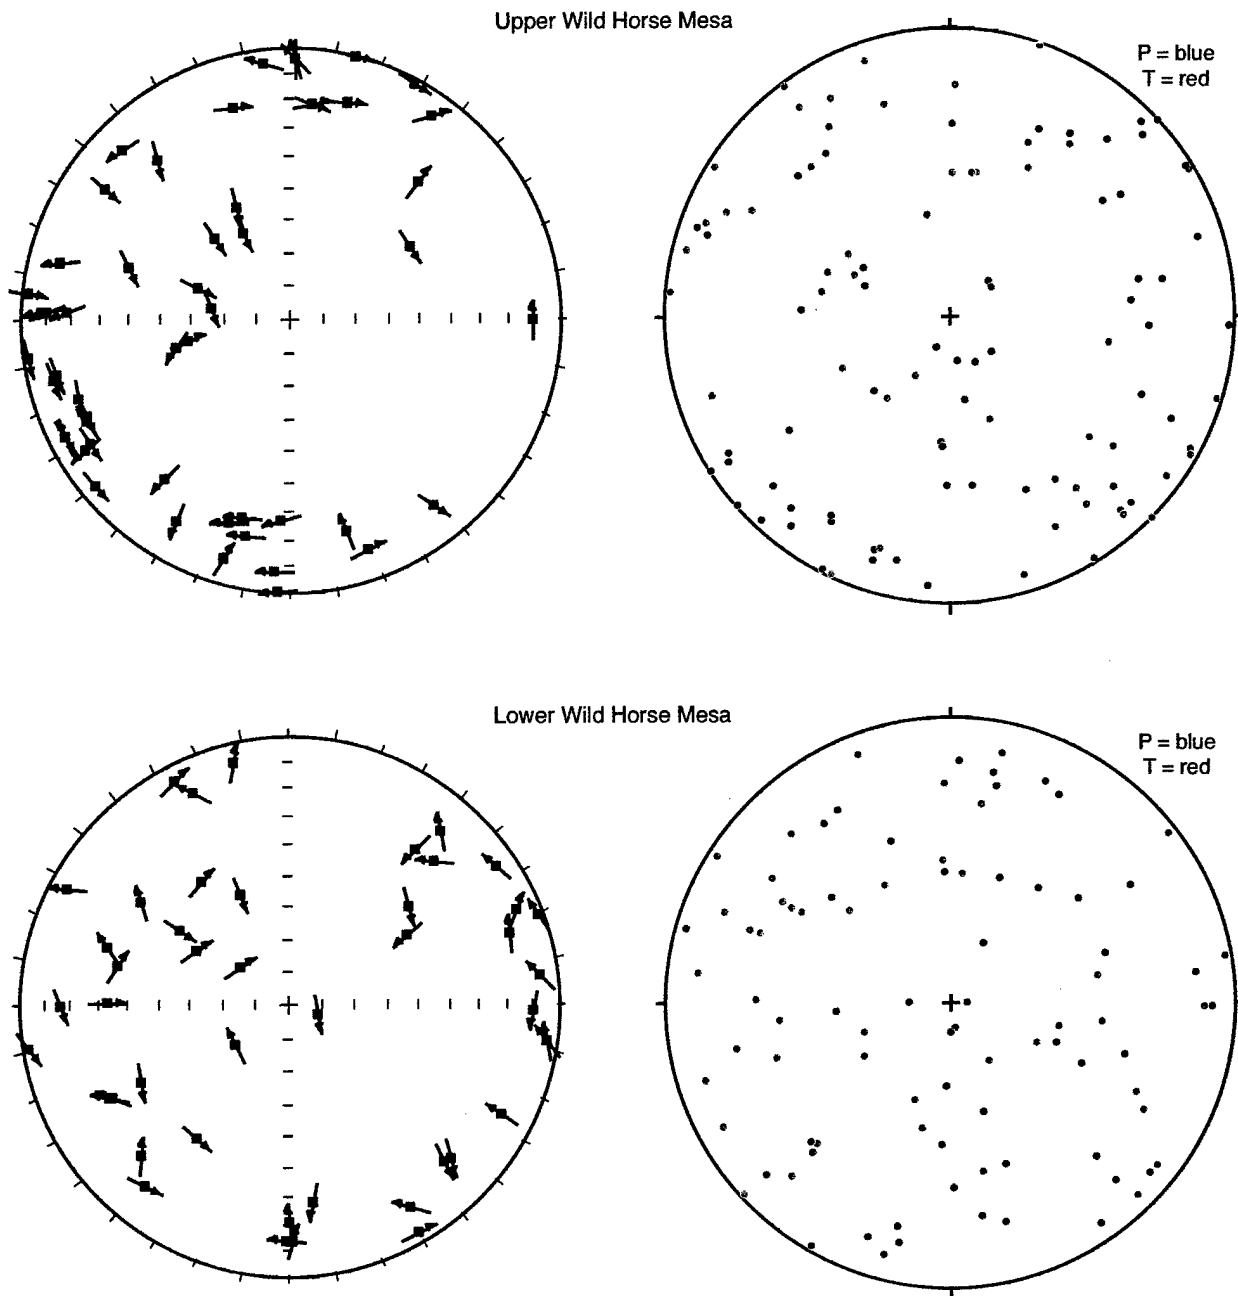 Upper Wild Horse Mesa
P = blue
T = red
Lower Wild Horse Mesa
P = blue
T = red